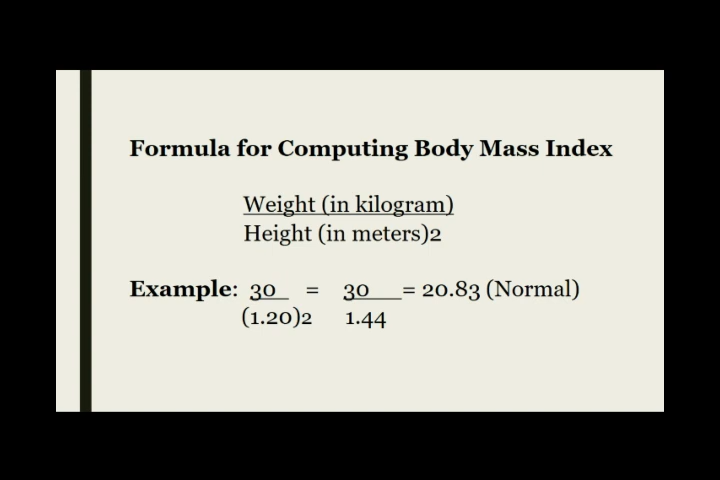 Formula for Computing Body Mass Index
Weight (in kilogram)
Height (in meters)2
Example: 30 = 30 = 20.83 (Normal)
(1.20)2 1.44